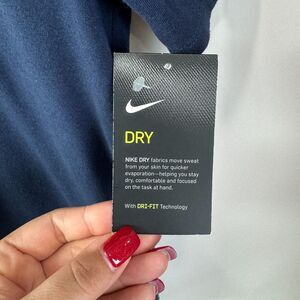 DRY
NIKE DRY fabrics move sweat
from your skin for quicker
evaporation—helping you stay
dry, comfortable and focused
on the task at hand.
With DRI-FIT Technology